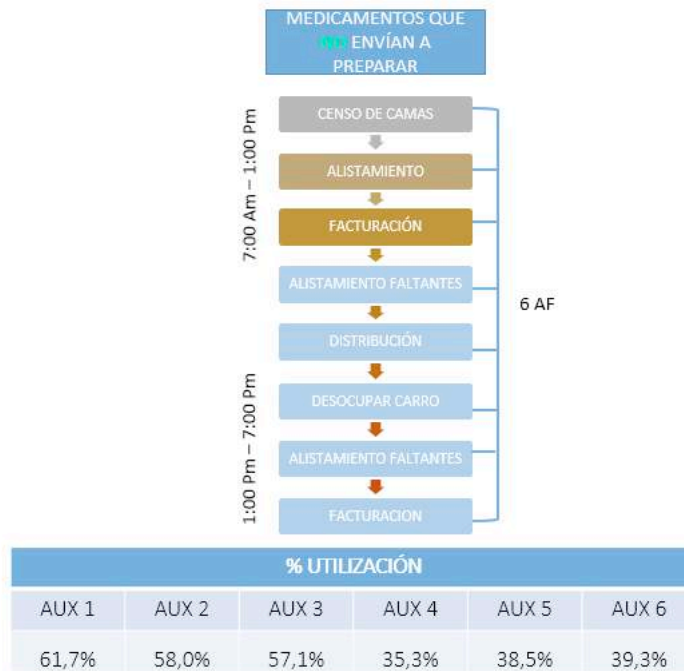 MEDICAMENTOS QUE
ENVÍAN A
PREPARAR
7:00 Am – 1:00 Pm
CENSO DE CAMAS
ALISTAMIENTO
FACTURACIÓN
ALISTAMIENTO FALTANTES
6 AF
DISTRIBUCIÓN
1:00 Pm – 7:00 Pm
DESOCUPAR CARRO
ALISTAMIENTO FALTANTES
FACTURACION
% UTILIZACIÓN
AUX 1 AUX 2 AUX 3 AUX 4 AUX 5 AUX 6
61,7% 58,0% 57,1% 35,3% 38,5% 39,3%